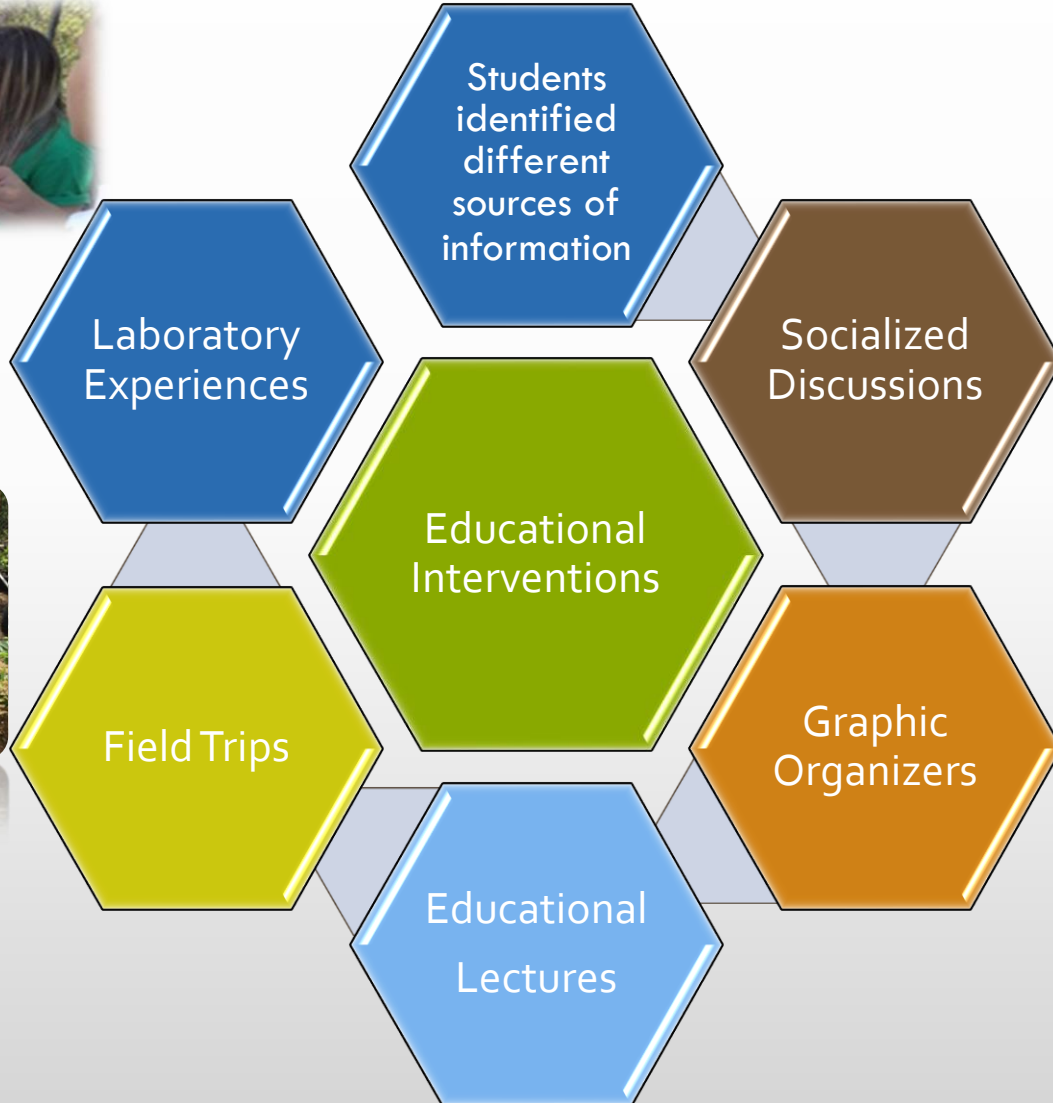 Students
identified
different
sources of
information
Laboratory
Experiences
Socialized
Discussions
Educational
Interventions
Field Trips
Graphic
Organizers
Educational
Lectures